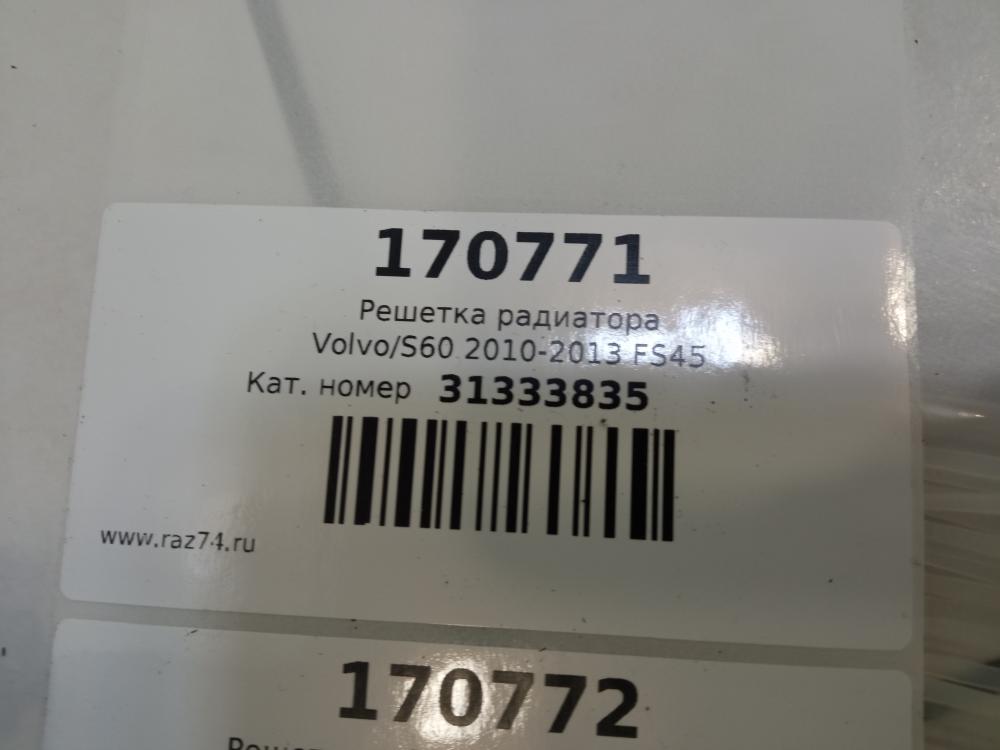 170771
Решетка радиатора
Volvo/S60 2010-2013 FS45
Кат. номер 31333835
www.raz74.ru
170772